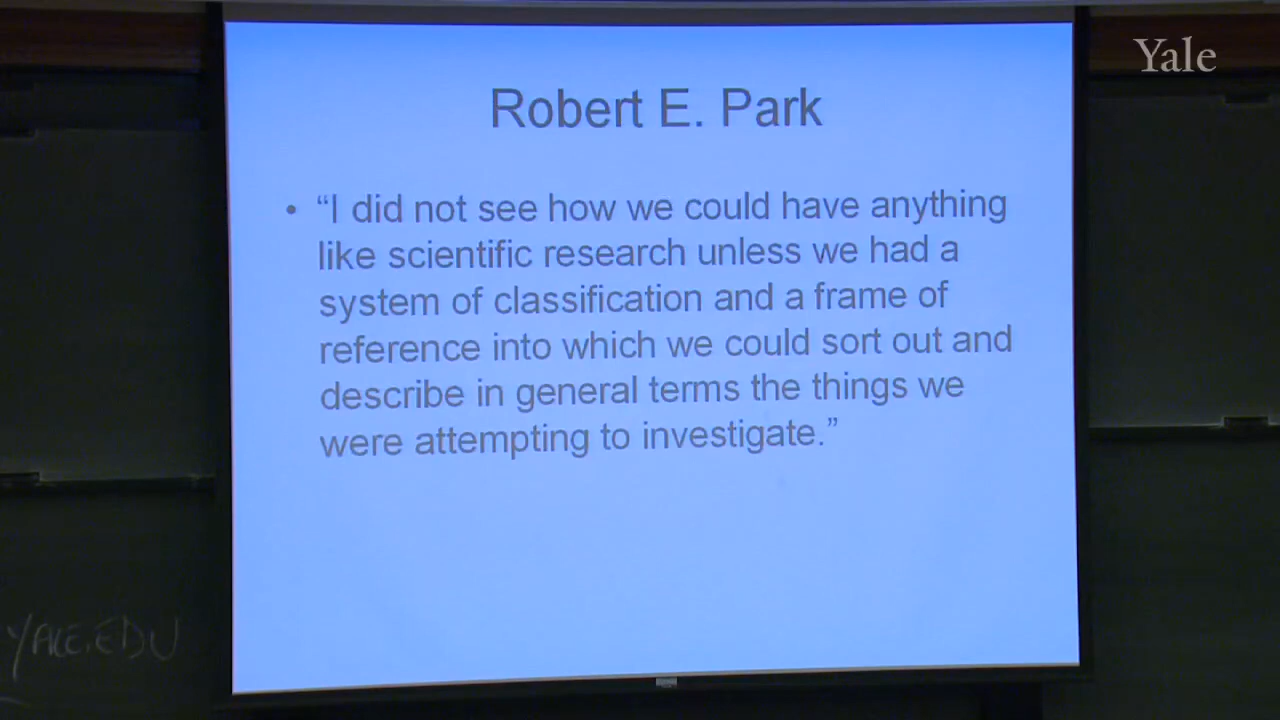 Yale
Robert E. Park
• “I did not see how we could have anything
like scientific research unless we had a
system of classification and a frame of
reference into which we could sort out and
describe in general terms the things we
were attempting to investigate.”
YALE.EDU